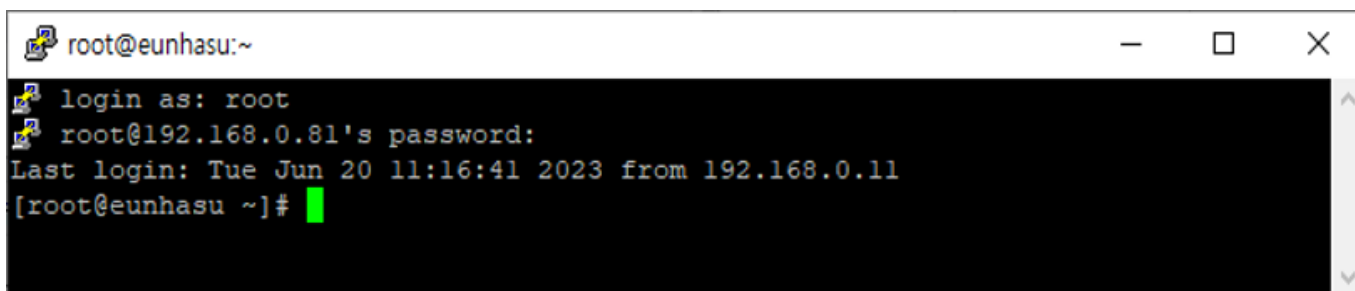 root@eunhasu:~
login as: root
root@192.168.0.81's password:
Last login: Tue Jun 20 11:16:41 2023 from 192.168.0.11
[root@eunhasu ~]#